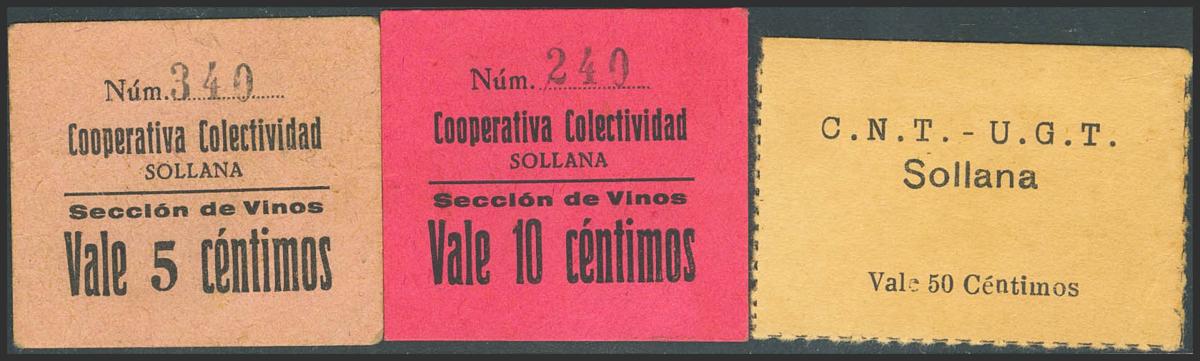 Núm. 340
Cooperativa Colectividad
SOLLANA
Sección de Vinos
Vale 5 céntimos
Núm. 240
Cooperativa Colectividad
SOLLANA
Sección de Vinos
Vale 10 céntimos
C.N.T. - U.G.T.
Sollana
Vale 50 Céntimos